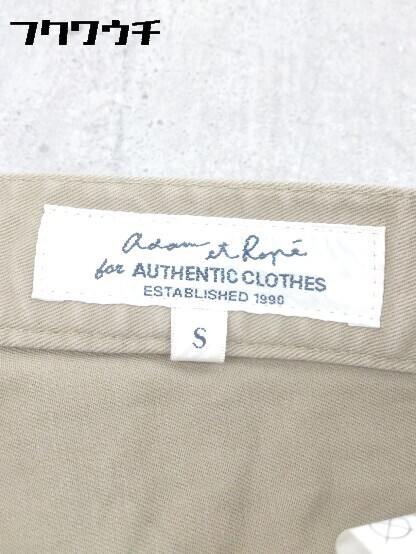 フクワウチ
adam et Ropé
for AUTHENTIC CLOTHES
ESTABLISHED 1990
S